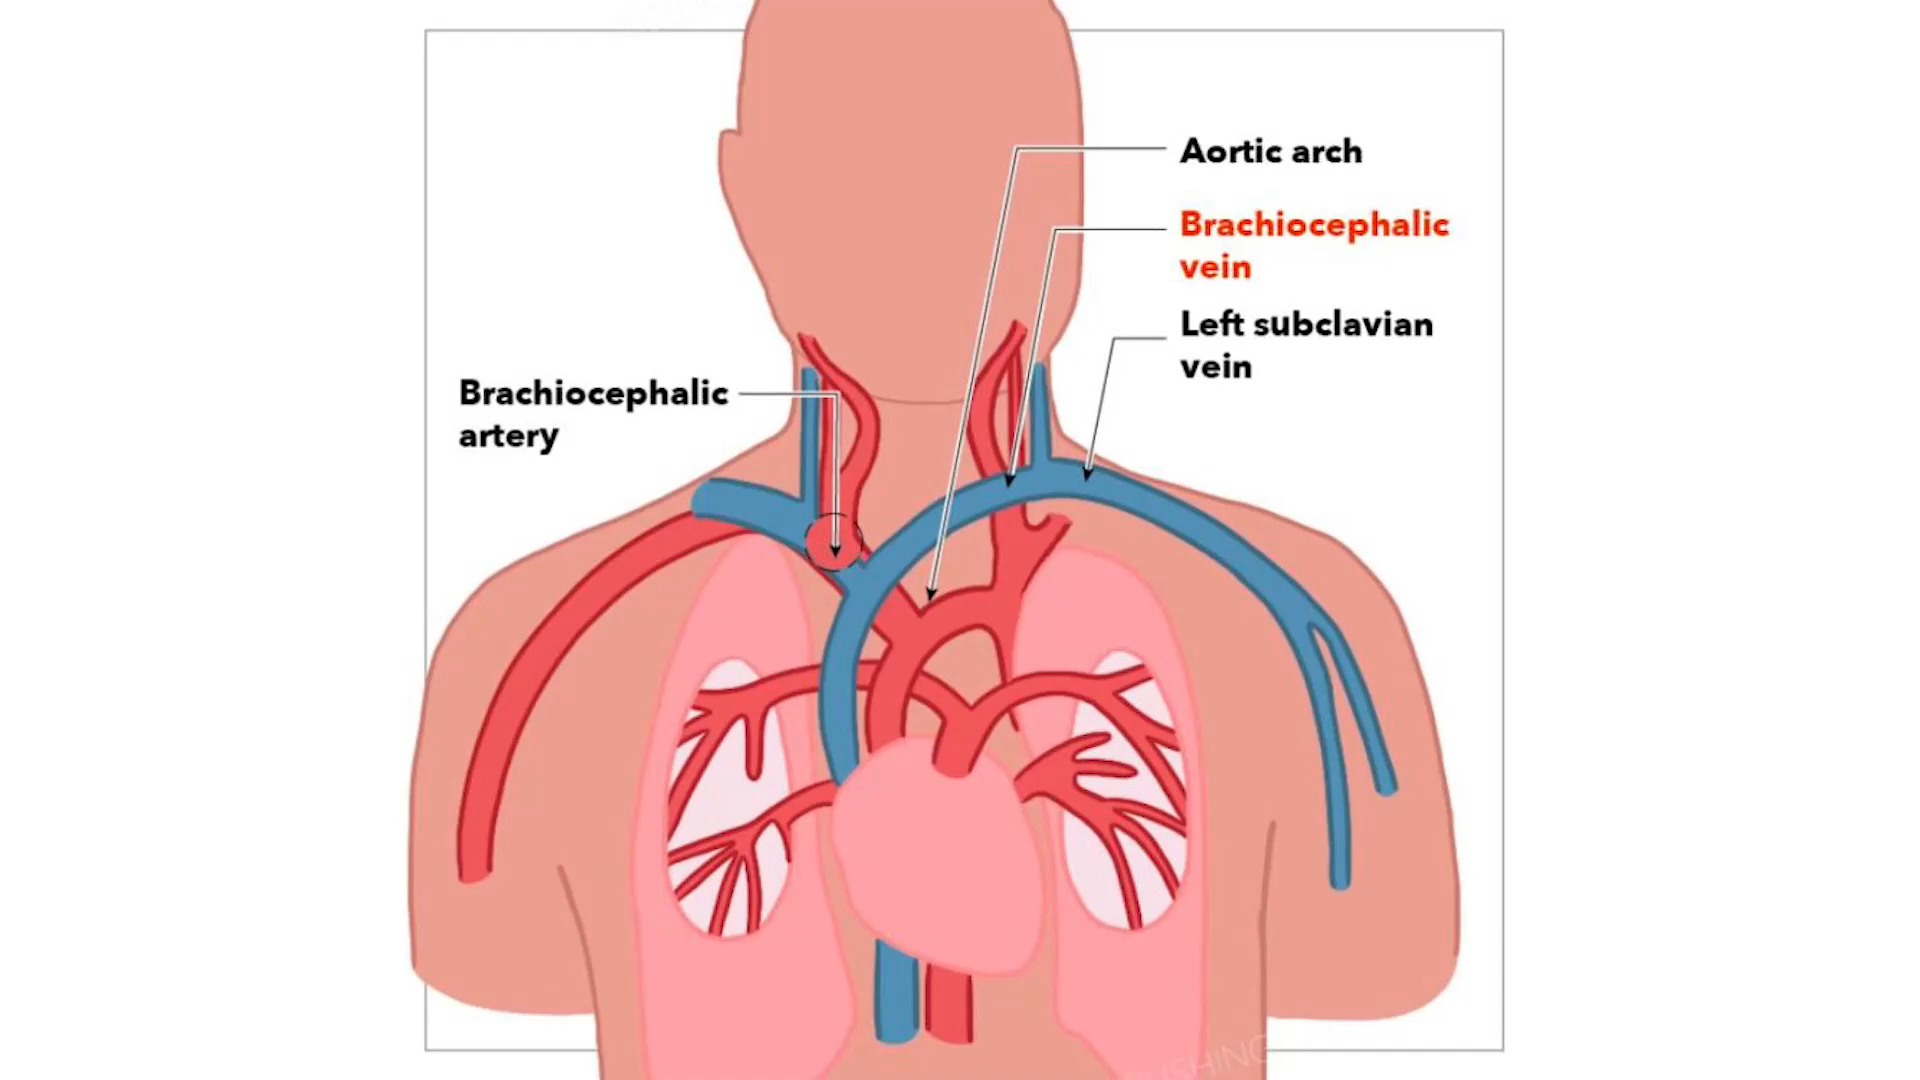 Aortic arch
Brachiocephalic
vein
Left subclavian
vein
Brachiocephalic
artery